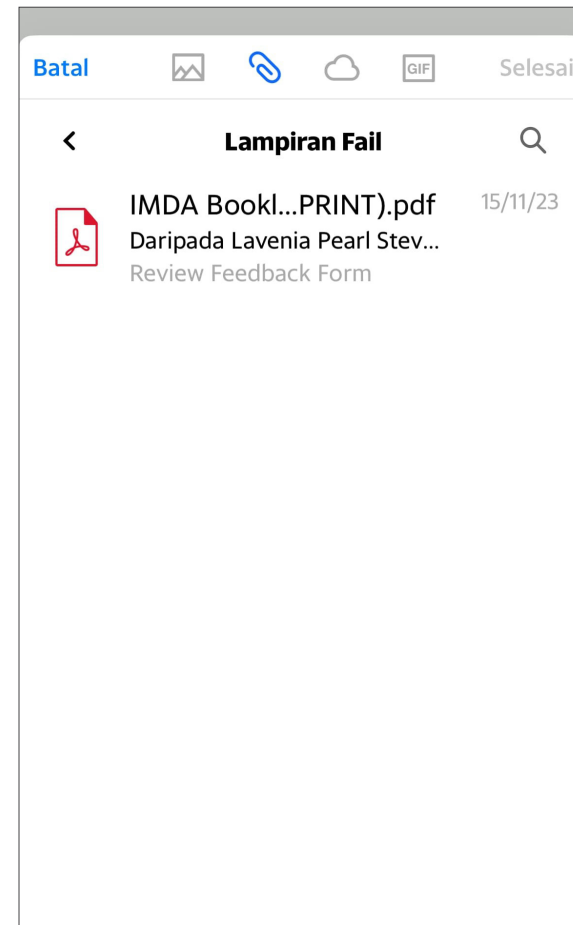 Batal GIF Selesai
Lampiran Fail
IMDA Bookl...PRINT).pdf 15/11/23
Daripada Lavenia Pearl Stev...
Review Feedback Form